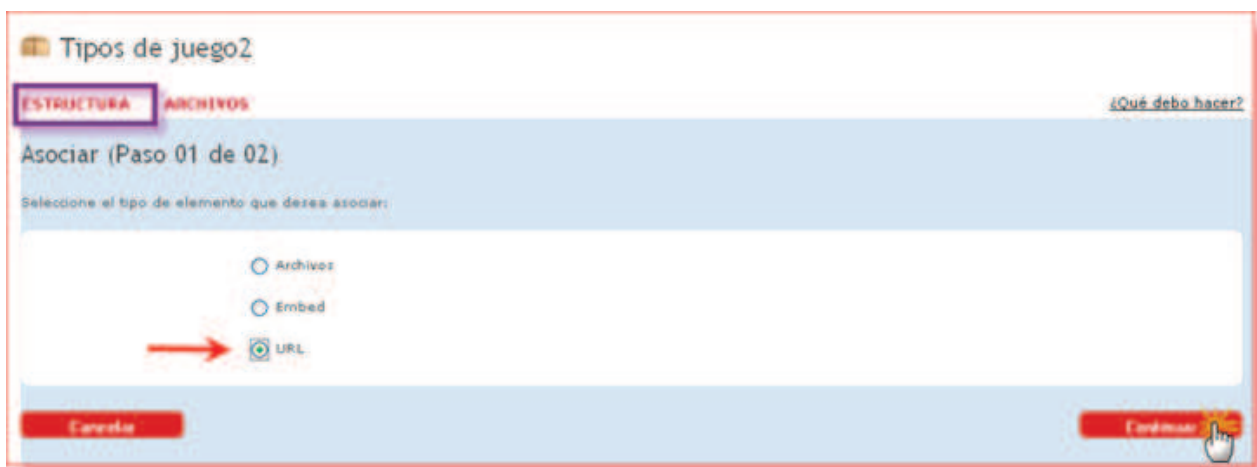 Tipos de juego2
ESTRUCTURA ARCHIVOS ¿Qué debo hacer?
Asociar (Paso 01 de 02)
Seleccione el tipo de elemento que desea asociar:
Archivos
Embed
URL
Cancelar Continuar